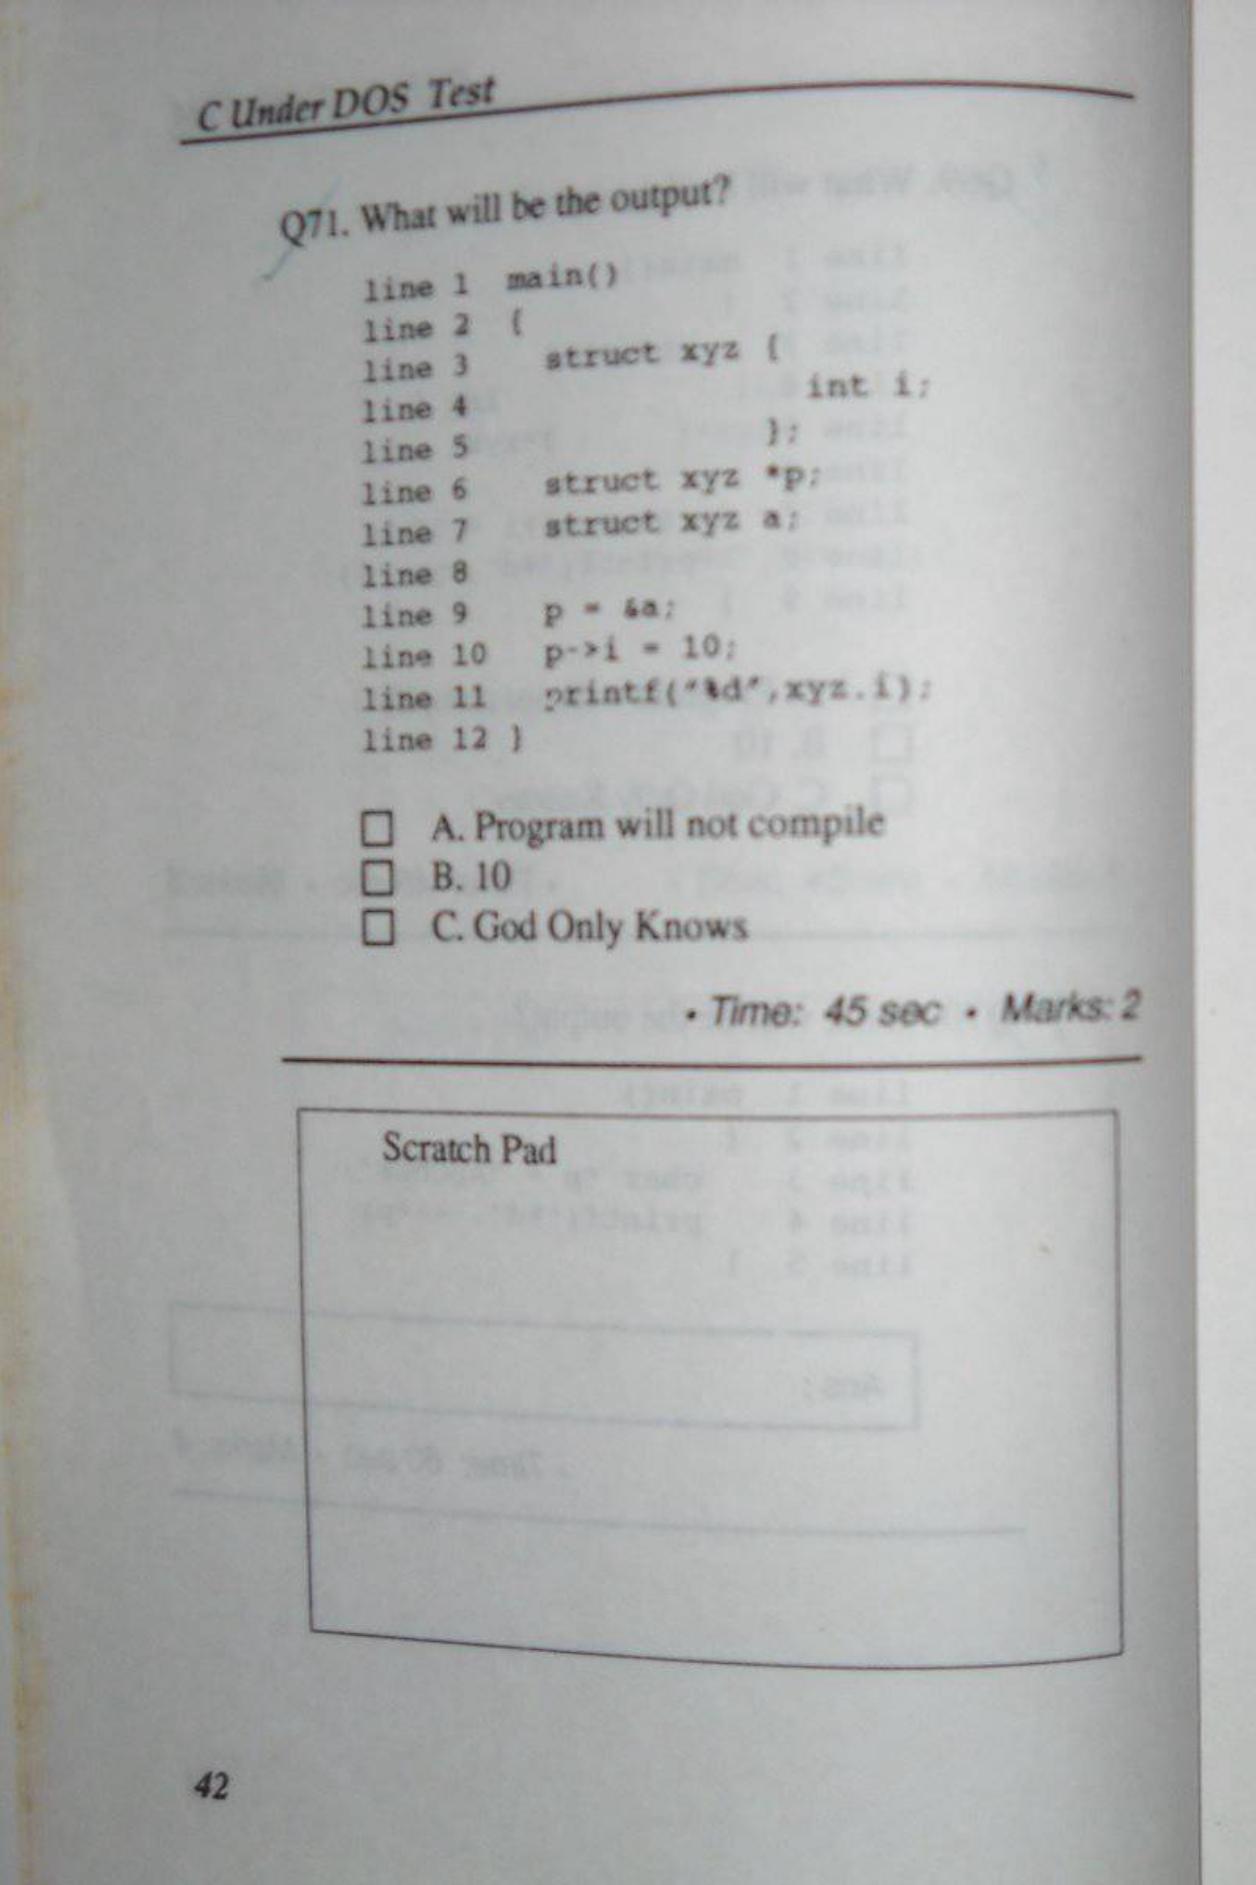 C Under DOS Test
Q71. What will be the output?
line 1 main()
line 2 {
line 3 struct xyz {
line 4 int i;
line 5 };
line 6 struct xyz *p;
line 7 struct xyz a;
line 8
line 9 p = &a;
line 10 p->i = 10;
line 11 printf("%d",xyz.i);
line 12 }
A. Program will not compile
B. 10
C. God Only Knows
• Time: 45 sec • Marks: 2
Scratch Pad
42